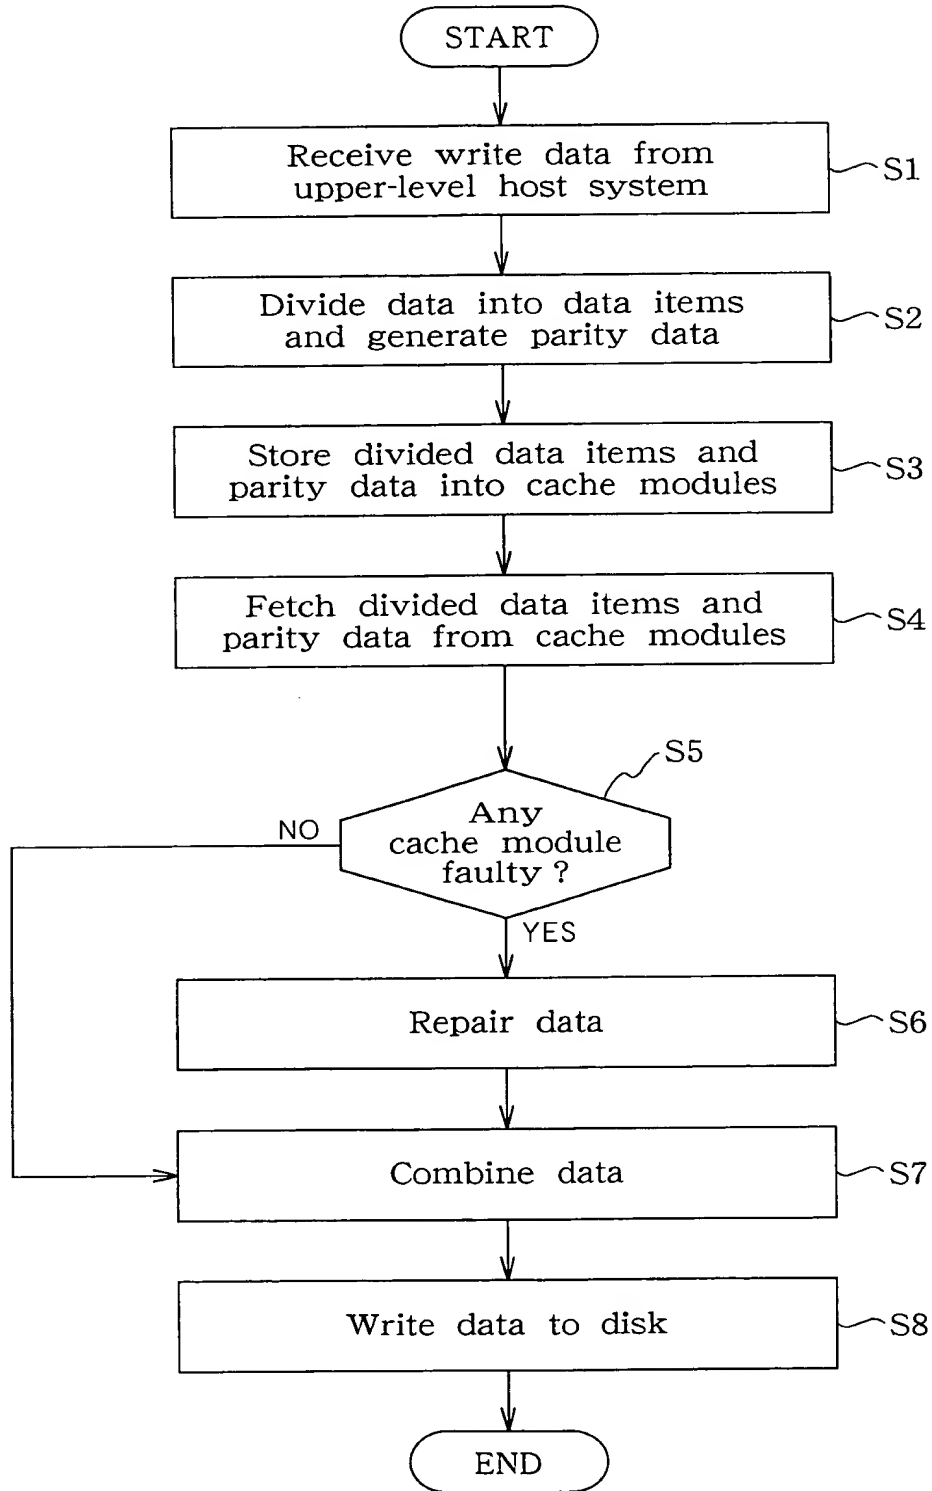 START
Receive write data from
upper-level host system
S1
Divide data into data items
and generate parity data
S2
Store divided data items and
parity data into cache modules
S3
Fetch divided data items and
parity data from cache modules
S4
S5
Any
cache module
faulty ?
NO
YES
Repair data
S6
Combine data
S7
Write data to disk
S8
END